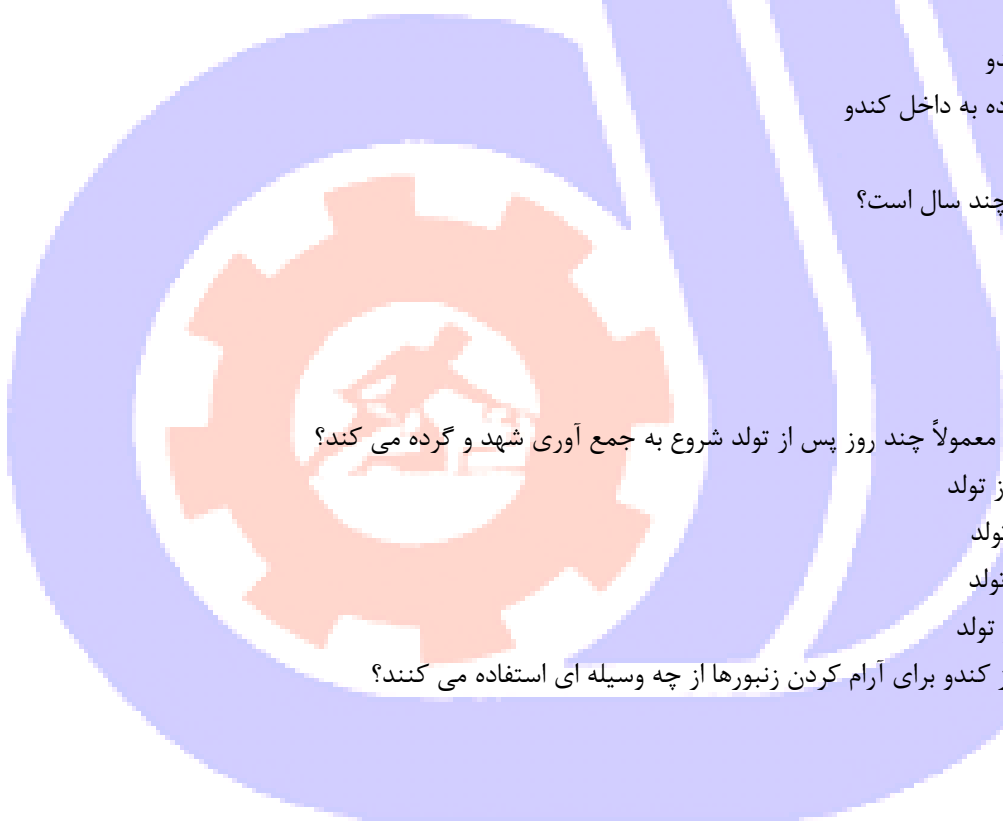 ده به داخل کندو
چند سال است؟
معمولاً چند روز پس از تولد شروع به جمع آوری شهد و گرده می کند؟
ز تولد
تولد
تولد
تولد
ز کندو برای آرام کردن زنبورها از چه وسیله ای استفاده می کنند؟